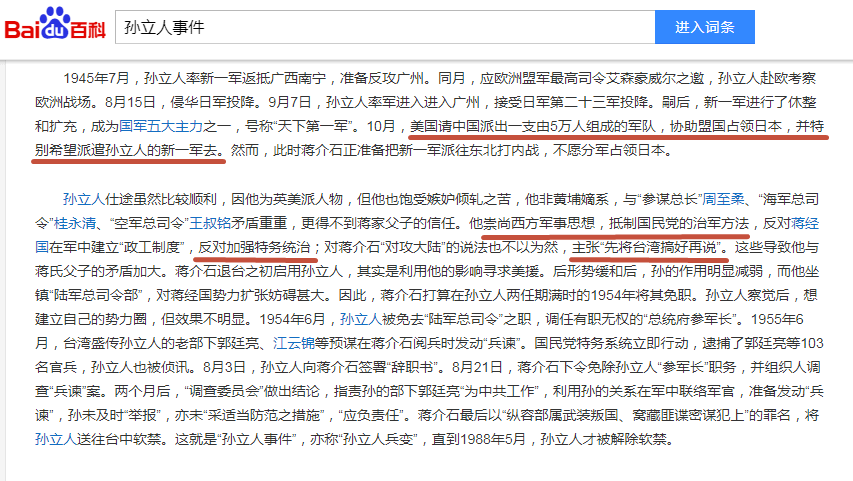 Bai du 百科
孙立人事件
进入词条
1945年7月，孙立人率新一军返抵广西南宁，准备反攻广州。同月，应欧洲盟军最高司令艾森豪威尔之邀，孙立人赴欧考察
欧洲战场。8月15日，侵华日军投降。9月7日，孙立人率军进入进入广州，接受日军第二十三军投降。嗣后，新一军进行了休整
和扩充，成为国军五大主力之一，号称“天下第一军”。10月，美国请中国派出一支由5万人组成的军队，协助盟国占领日本，并特
别希望派遣孙立人的新一军去。然而，此时蒋介石正准备把新一军派往东北打内战，不愿分军占领日本。
孙立人仕途虽然比较顺利，因他为英美派人物，但他也饱受嫉妒倾轧之苦，他非黄埔嫡系，与“参谋总长”周至柔、“海军总司
令”桂永清、“空军总司令”王叔铭矛盾重重，更得不到蒋家父子的信任。他崇尚西方军事思想，抵制国民党的治军方法，反对蒋经
国在军中建立“政工制度”，反对加强特务统治；对蒋介石“对攻大陆”的说法也不以为然，主张“先将台湾搞好再说”。这些导致他与
蒋氏父子的矛盾加大。蒋介石退台之初启用孙立人，其实是利用他的影响寻求美援。后形势缓和后，孙的作用明显减弱，而他坐
镇“陆军总司令部”，对蒋经国势力扩张妨碍甚大。因此，蒋介石打算在孙立人两任期满时的1954年将其免职。孙立人察觉后，想
建立自己的势力圈，但效果不明显。1954年6月，孙立人被免去“陆军总司令”之职，调任有职无权的“总统府参军长”。1955年6
月，台湾盛传孙立人的老部下郭廷亮、江云锦等预谋在蒋介石阅兵时发动“兵谏”。国民党特务系统立即行动，逮捕了郭廷亮等103
名官兵，孙立人也被侦讯。8月3日，孙立人向蒋介石签署“辞职书”。8月21日，蒋介石下令免除孙立人“参军长”职务，并组织人调
查“兵谏”案。两个月后，“调查委员会”做出结论，指责孙的部下郭廷亮“为中共工作”，利用孙的关系在军中联络军官，准备发动“兵
谏”，孙未及时“举报”，亦未“采适当防范之措施”，“应负责任”。蒋介石最后以“纵容部属武装叛国、窝藏匪谍密谋犯上”的罪名，将
孙立人送往台中软禁。这就是“孙立人事件”，亦称“孙立人兵变”，直到1988年5月，孙立人才被解除软禁。